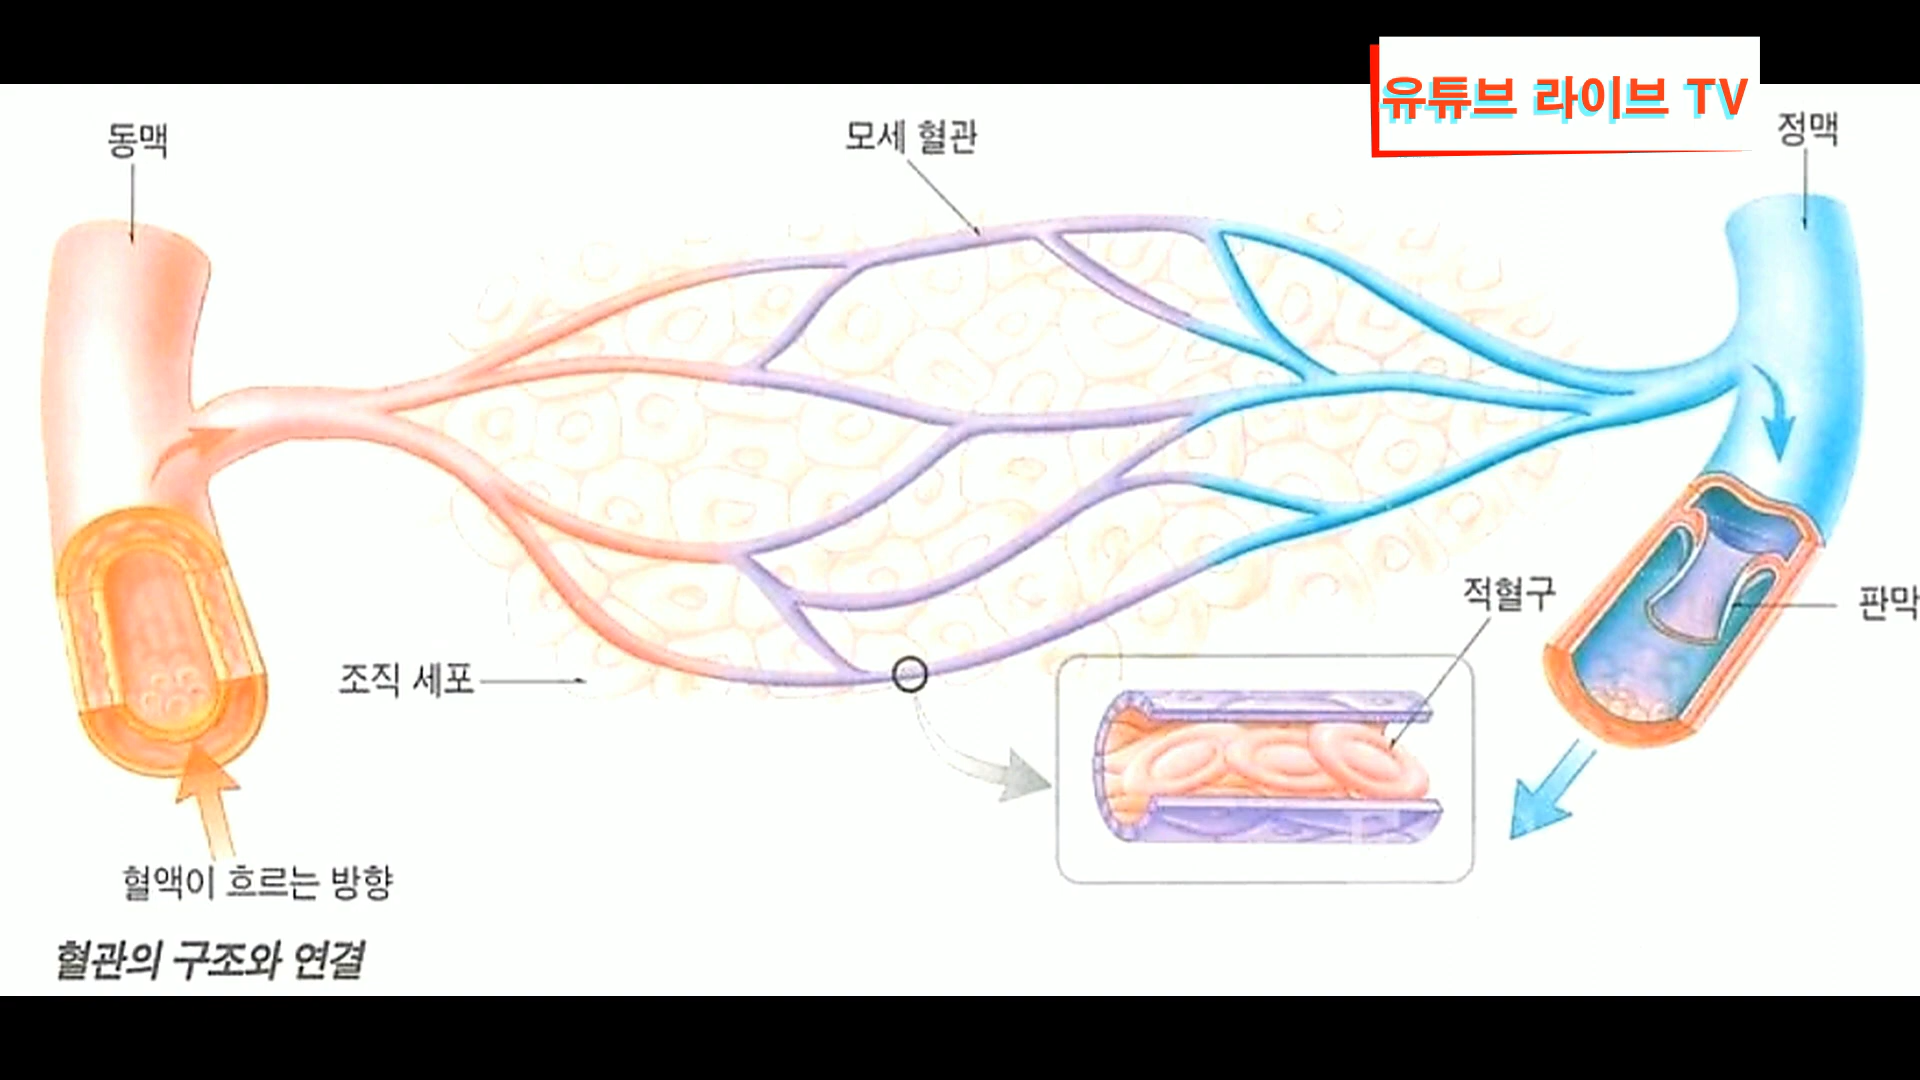 유튜브 라이브 TV
동맥
모세 혈관
정맥
적혈구
판막
조직 세포
혈액이 흐르는 방향
혈관의 구조와 연결